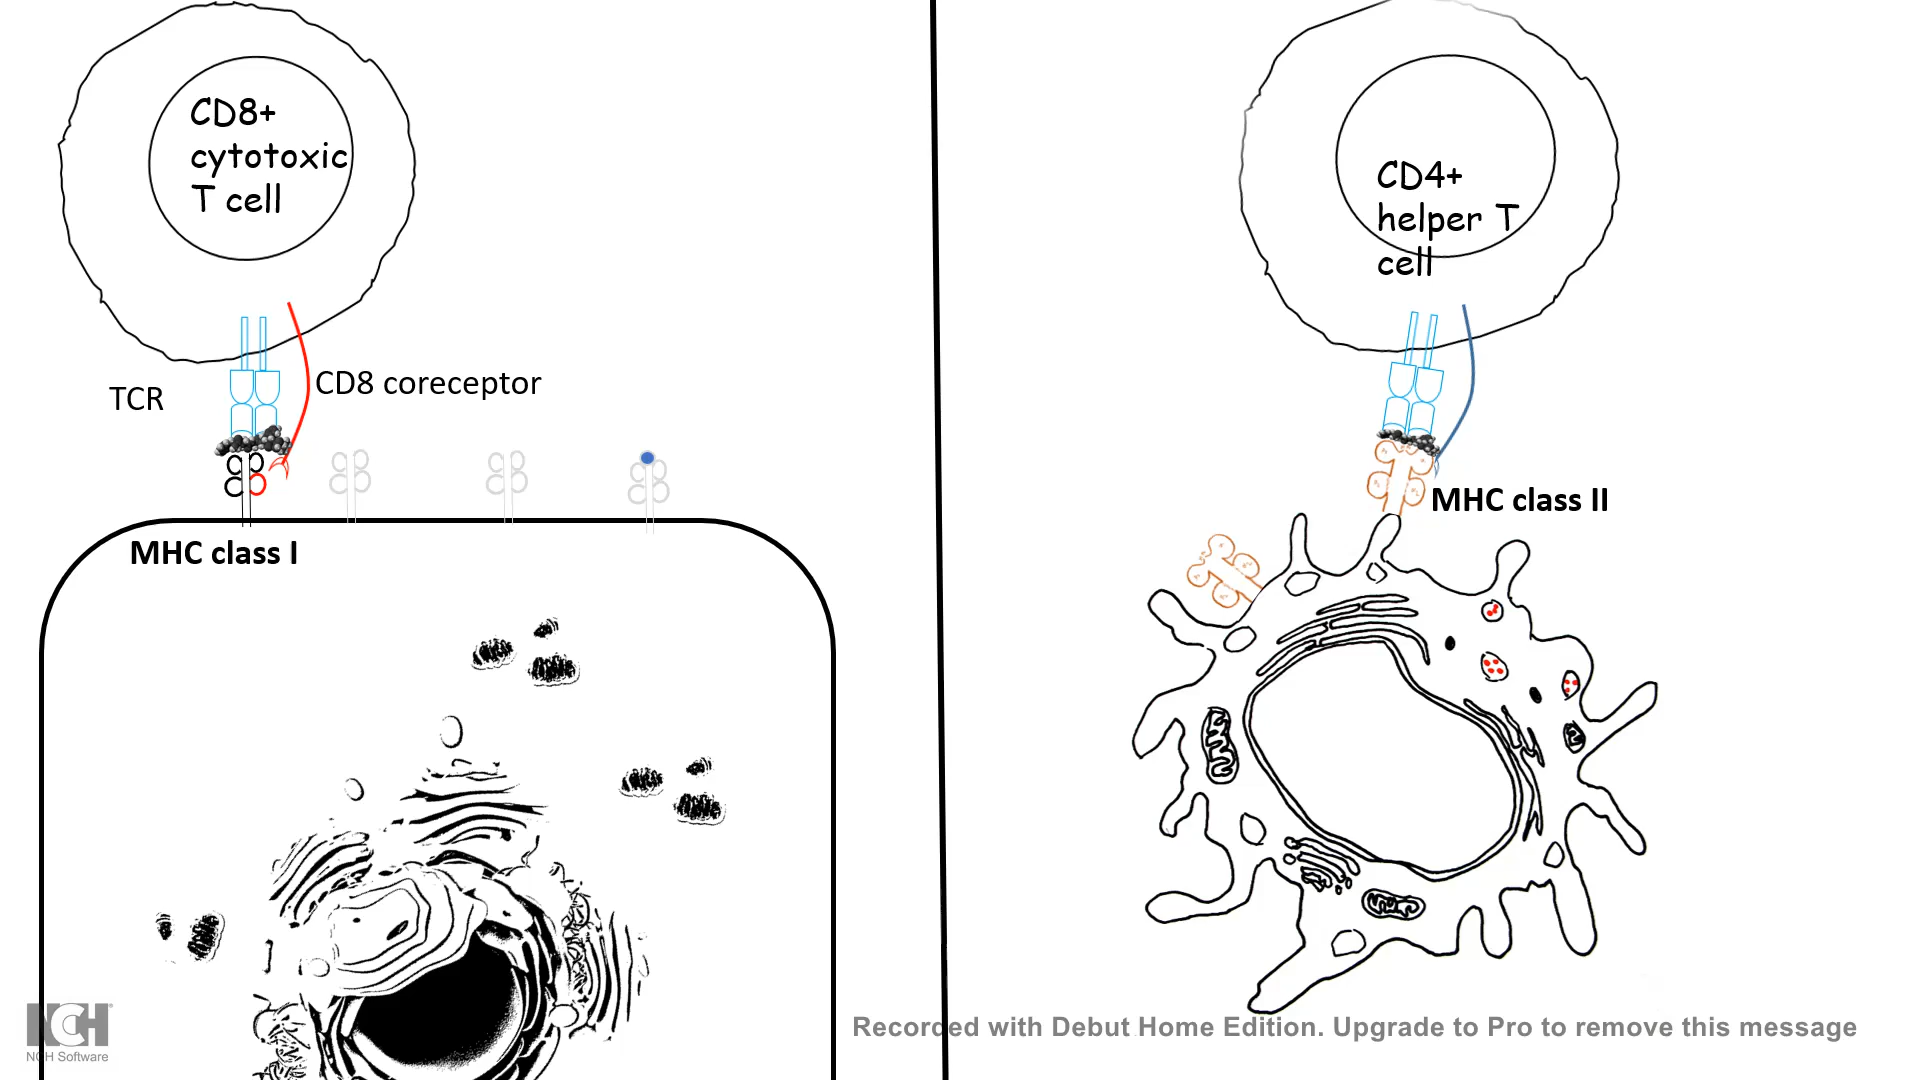 CD8+
cytotoxic
T cell
TCR
CD8 coreceptor
MHC class I
CD4+
helper T
cell
MHC class II
NCH
NCH Software
Recorded with Debut Home Edition. Upgrade to Pro to remove this message